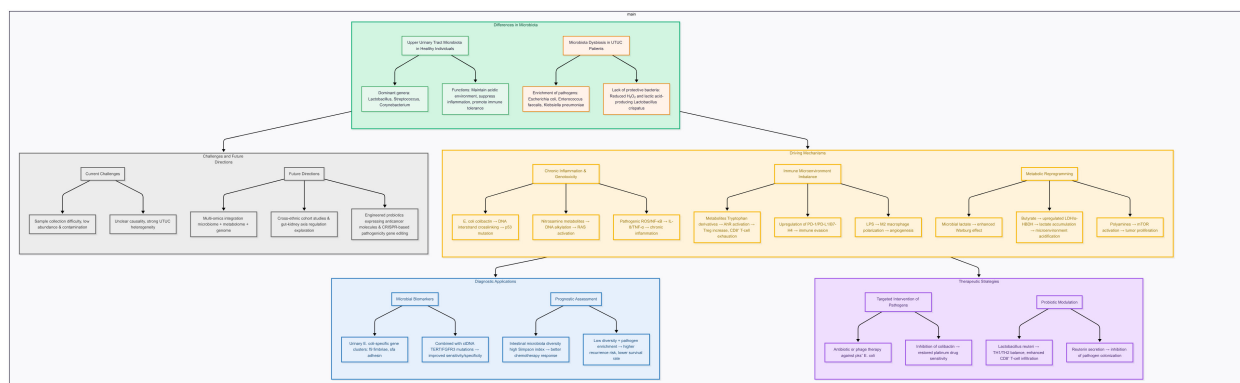 main
Differences in Microbiota
Upper Urinary Tract Microbiota
in Healthy Individuals
Microbiota Dysbiosis in UTUC
Patients
Dominant genera:
Lactobacillus, Streptococcus,
Corynebacterium
Functions: Maintain acidic
environment, suppress
inflammation, promote immune
tolerance
Enrichment of pathogens:
Escherichia coli, Enterococcus
faecalis, Klebsiella pneumoniae
Lack of protective bacteria:
Reduced H₂O₂ and lactic acid-
producing Lactobacillus
crispatus
Challenges and Future
Directions
Current Challenges
Future Directions
Sample collection difficulty, low
abundance & contamination
Unclear causality, strong UTUC
heterogeneity
Multi-omics integration:
microbiome + metabolome +
genome
Cross-ethnic cohort studies &
gut-kidney axis regulation
exploration
Engineered probiotics
expressing anticancer
molecules & CRISPR-based
pathogenicity gene editing
Driving Mechanisms
Chronic Inflammation &
Genotoxicity
Immune Microenvironment
Imbalance
Metabolic Reprogramming
E. coli colibactin → DNA
interstrand crosslinking → p53
mutation
Nitrosamine metabolites →
DNA alkylation → RAS
activation
Pathogenic ROS/NF-κB → IL-
6/TNF-α → chronic
inflammation
Metabolites: Tryptophan
derivatives → AhR activation →
Treg increase, CD8⁺ T-cell
exhaustion
Upregulation of PD-1/PD-L1/B7-
H4 → immune evasion
LPS → M2 macrophage
polarization → angiogenesis
Microbial lactate → enhanced
Warburg effect
Butyrate → upregulated LDHA/
→ lactate accumulation
→ microenvironment
acidification
→ mTOR
activation → tumor proliferation
Diagnostic Applications
Microbial Biomarkers
Prognostic Assessment
Urinary E. coli-specific gene
clusters: fim fimbriae, sfa
adhesin
Combined with ctDNA
TERT/FGFR3 mutations →
improved sensitivity/specificity
Intestinal microbiota diversity
high Simpson index → better
chemotherapy response
Low diversity + pathogen
enrichment → higher
recurrence risk, lower survival
rate
Therapeutic Strategies
Targeted Intervention of
Pathogens
Probiotic Modulation
Antibiotic or phage therapy
against pks⁺ E. coli
Inhibition of colibactin →
restored platinum drug
sensitivity
Lactobacillus reuteri →
TH1/TH2 balance, enhanced
CD8⁺ T-cell infiltration
Reuterin secretion → inhibition
of pathogen colonization